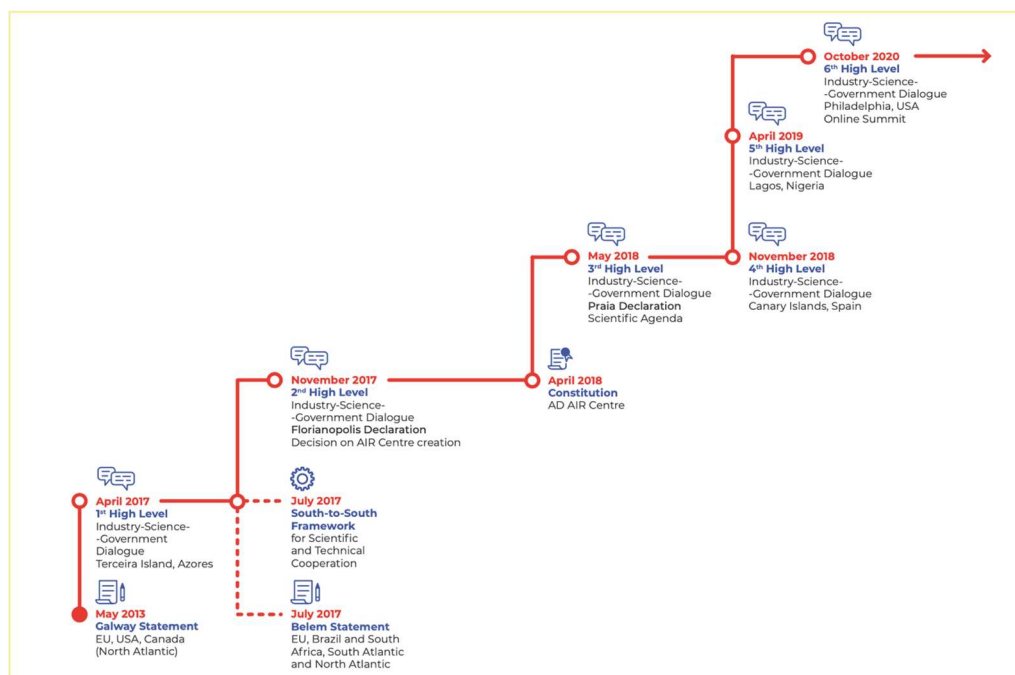 October 2020
6th High Level
Industry-Science-
-Government Dialogue
Philadelphia, USA
Online Summit
April 2019
5th High Level
Industry-Science-
-Government Dialogue
Lagos, Nigeria
May 2018
3rd High Level
Industry-Science-
-Government Dialogue
Praia Declaration
Scientific Agenda
November 2018
4th High Level
Industry-Science-
-Government Dialogue
Canary Islands, Spain
November 2017
2nd High Level
Industry-Science-
-Government Dialogue
Florianopolis Declaration
Decision on AIR Centre creation
April 2018
Constitution
AD AIR Centre
April 2017
1st High Level
Industry-Science-
-Government
Dialogue
Terceira Island, Azores
July 2017
South-to-South
Framework
for Scientific
and Technical
Cooperation
May 2013
Galway Statement
EU, USA, Canada
(North Atlantic)
July 2017
Belem Statement
EU, Brazil and South
Africa, South Atlantic
and North Atlantic